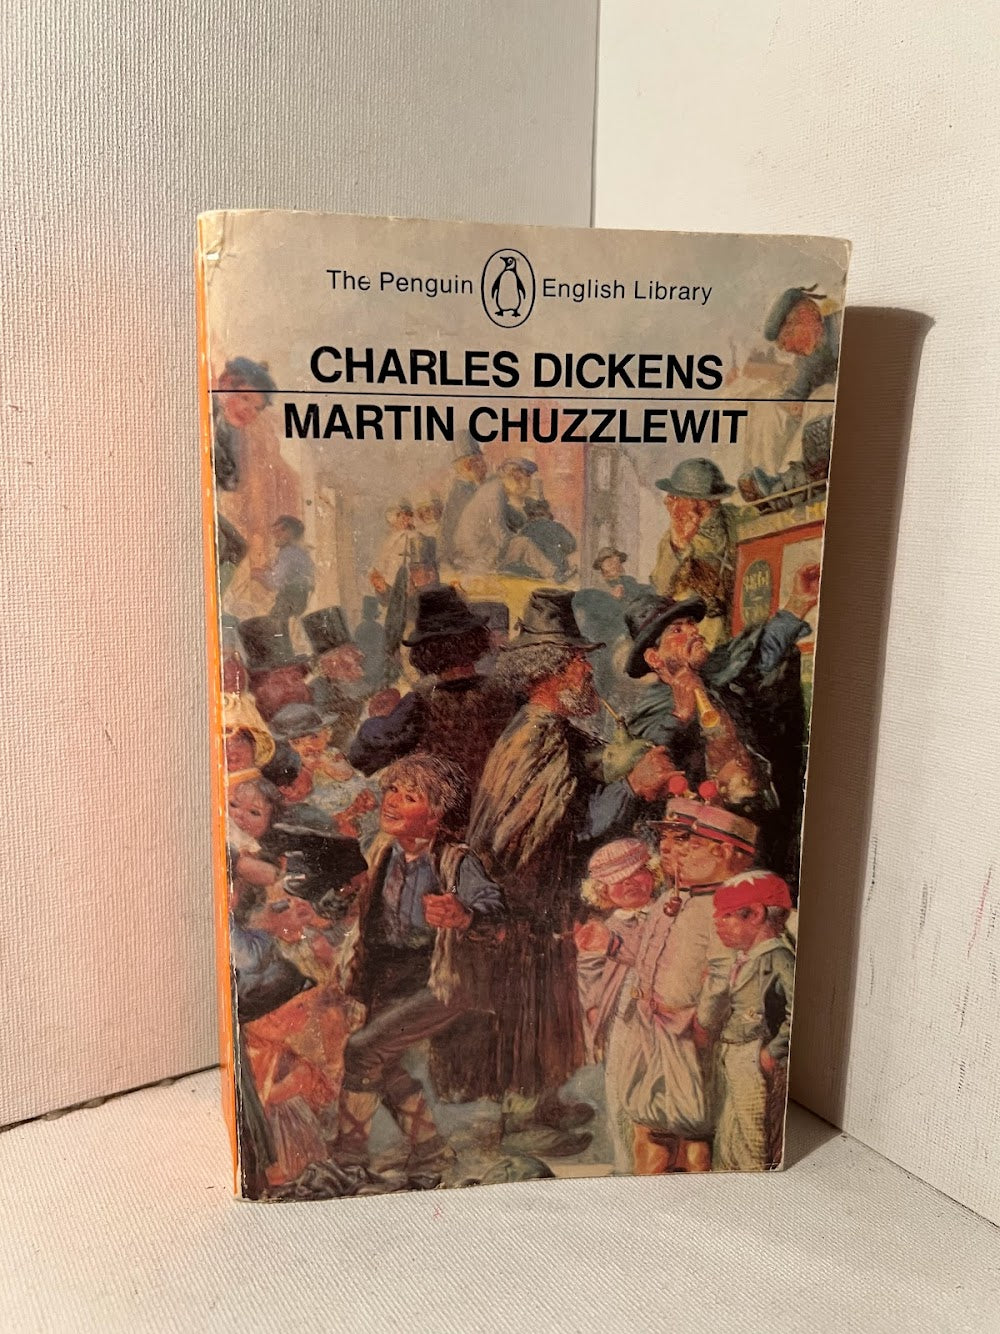 The Penguin English Library
CHARLES DICKENS
MARTIN CHUZZLEWIT